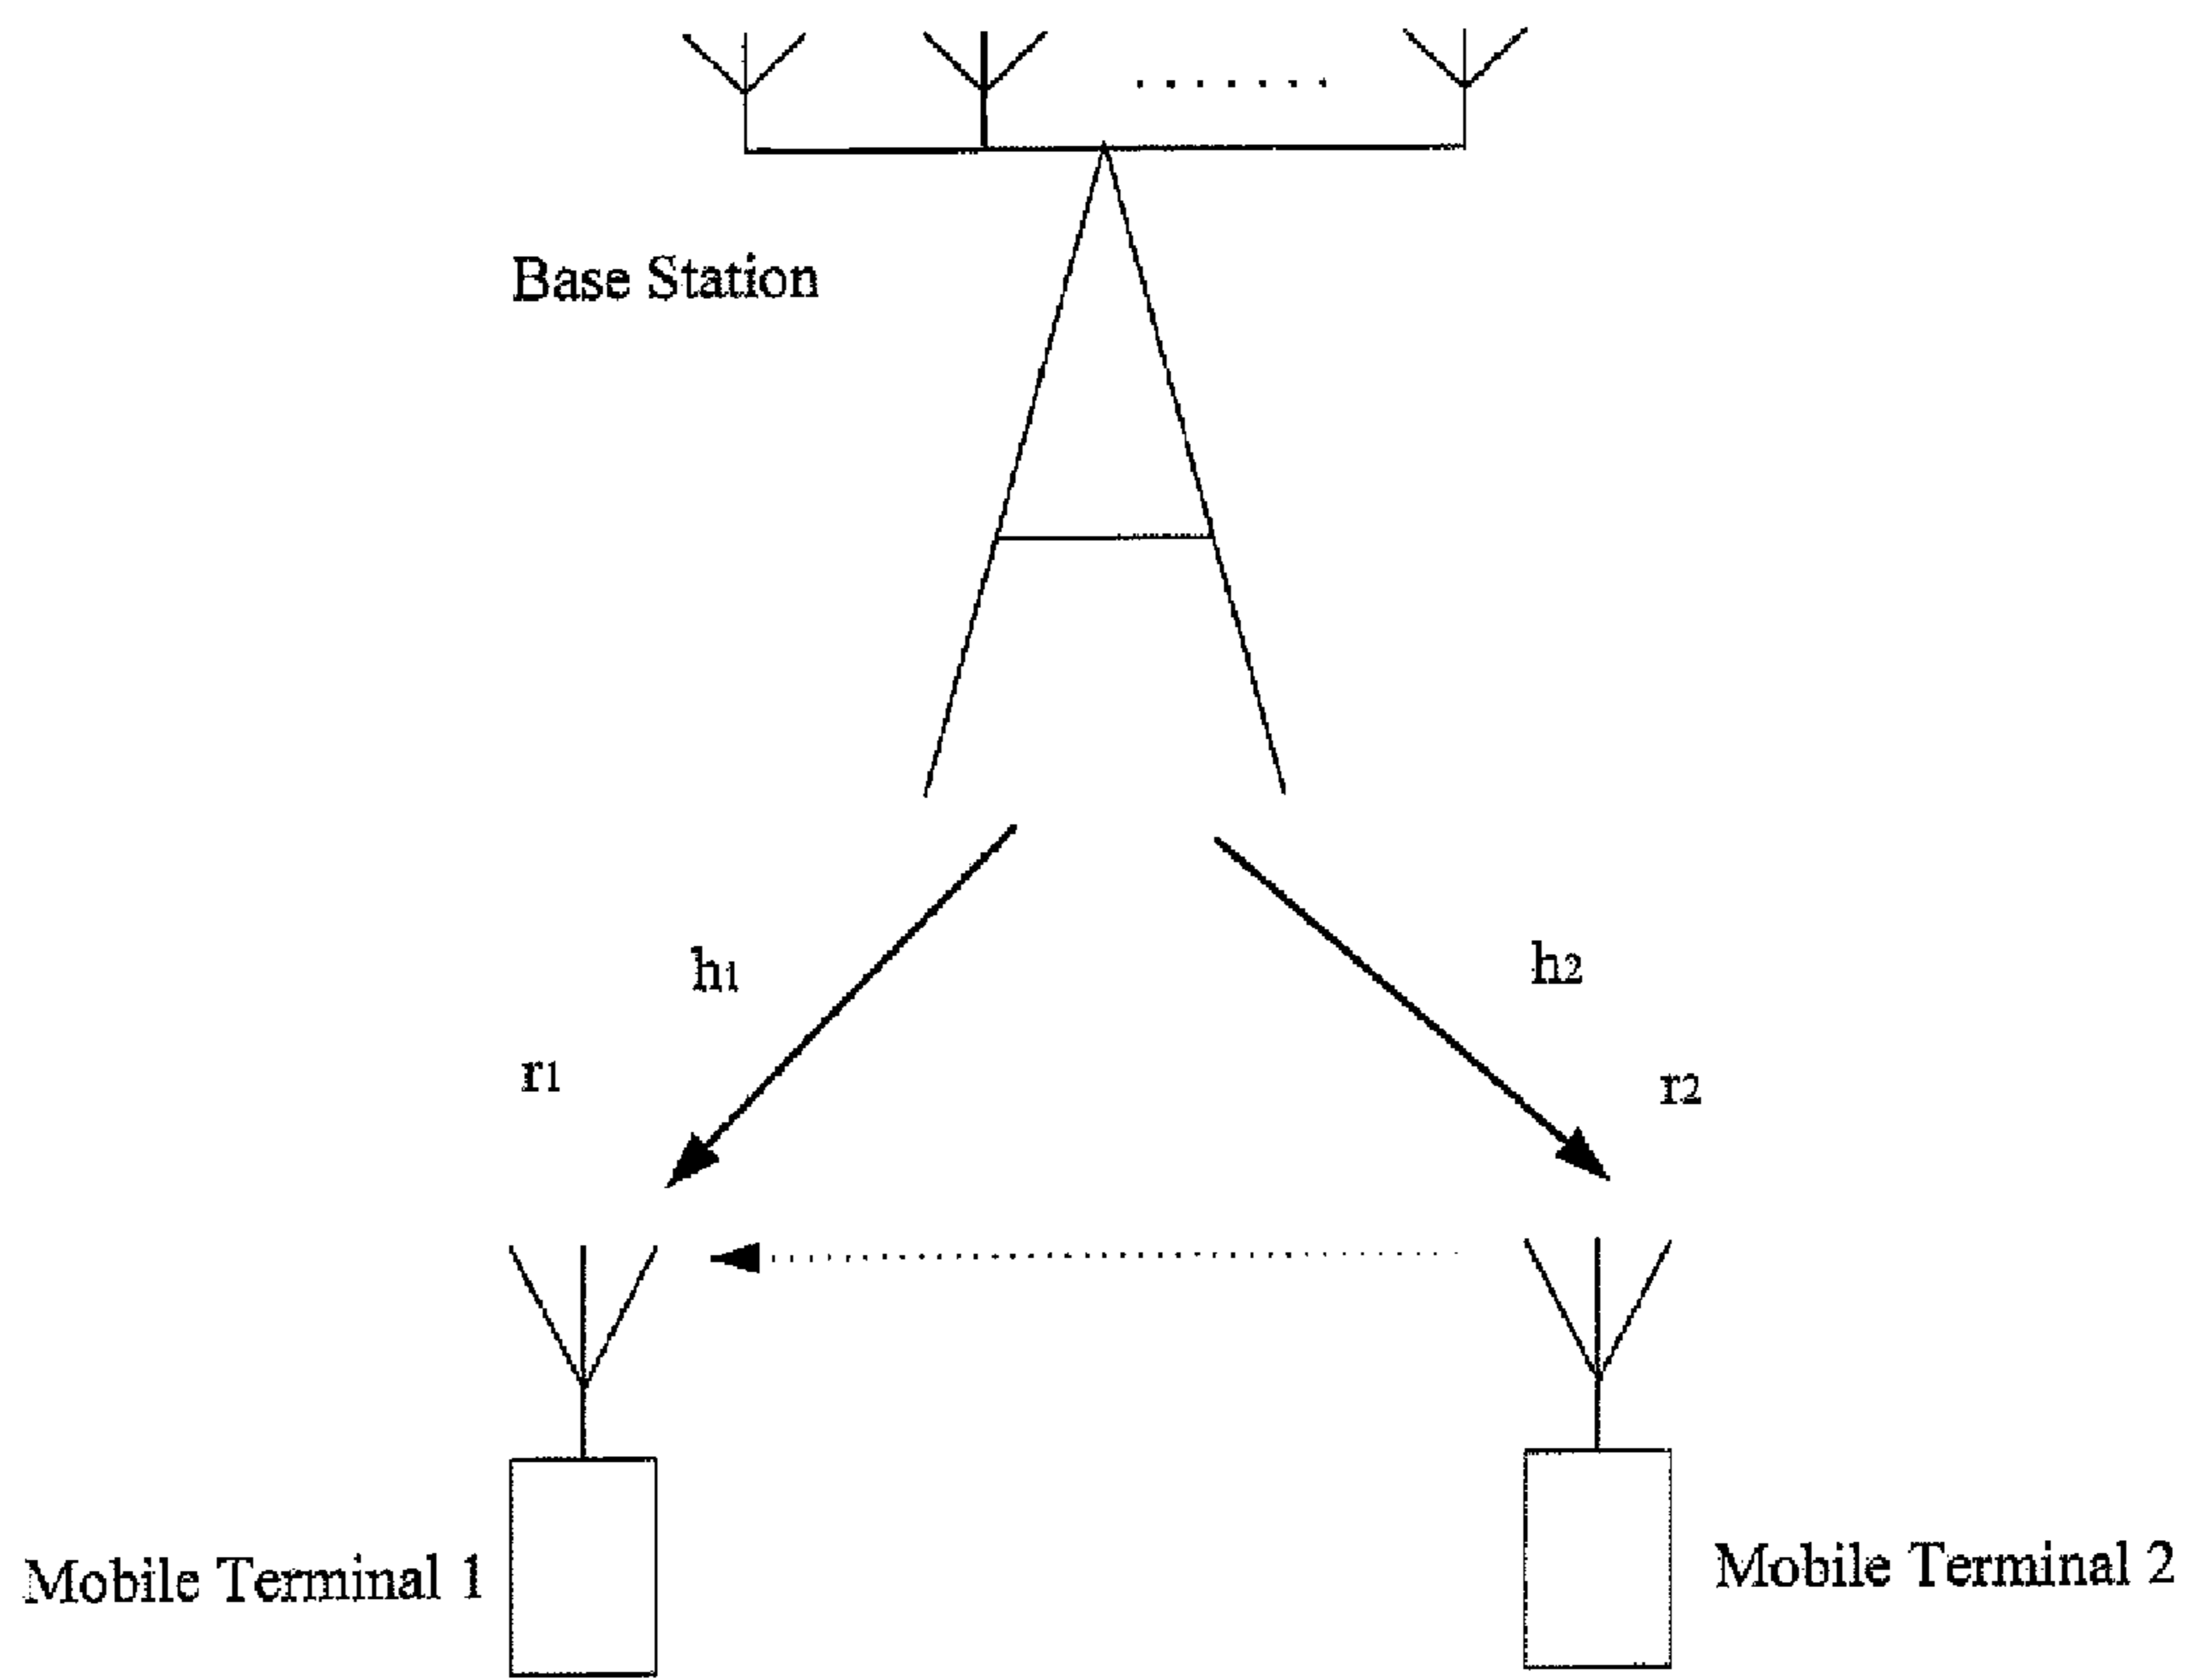 Base Station
h1
h2
r1
r2
Mobile Terminal 1
Mobile Terminal 2